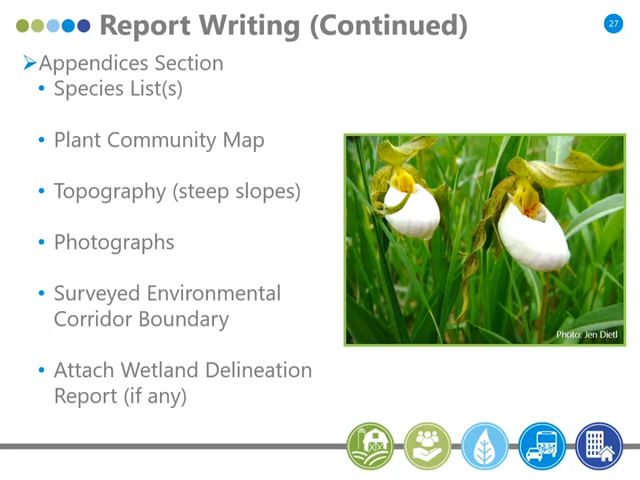 Report Writing (Continued)
27
Appendices Section
• Species List(s)
• Plant Community Map
• Topography (steep slopes)
• Photographs
• Surveyed Environmental
Corridor Boundary
• Attach Wetland Delineation
Report (if any)
Photo: Jen Dietl